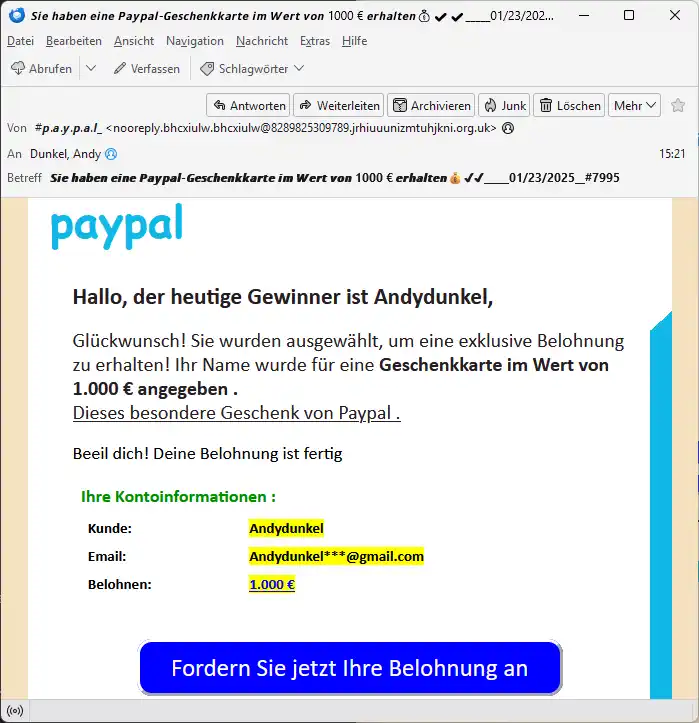 Sie haben eine Paypal-Geschenkkarte im Wert von 1000 € erhalten💰 ✔ ✔ _____01/23/202...
Datei Bearbeiten Ansicht Navigation Nachricht Extras Hilfe
Abrufen Verfassen Schlagwörter
Antworten Weiterleiten Archivieren Junk Löschen Mehr
Von #p.a.y.p.a.l_ <nooreply.bhcxiulw.bhcxiulw@8289825309789.jrhiuuunizmtuhjkni.org.uk>
An Dunkel, Andy 15:21
Betreff Sie haben eine Paypal-Geschenkkarte im Wert von 1000 € erhalten💰 ✔✔_____01/23/2025__#7995
paypal
Hallo, der heutige Gewinner ist Andydunkel,
Glückwunsch! Sie wurden ausgewählt, um eine exklusive Belohnung
zu erhalten! Ihr Name wurde für eine Geschenkkarte im Wert von
1.000 € angegeben .
Dieses besondere Geschenk von Paypal .
Beeil dich! Deine Belohnung ist fertig
Ihre Kontoinformationen :
Kunde: Andydunkel
Email: Andydunkel***@gmail.com
Belohnen: 1.000 €
Fordern Sie jetzt Ihre Belohnung an